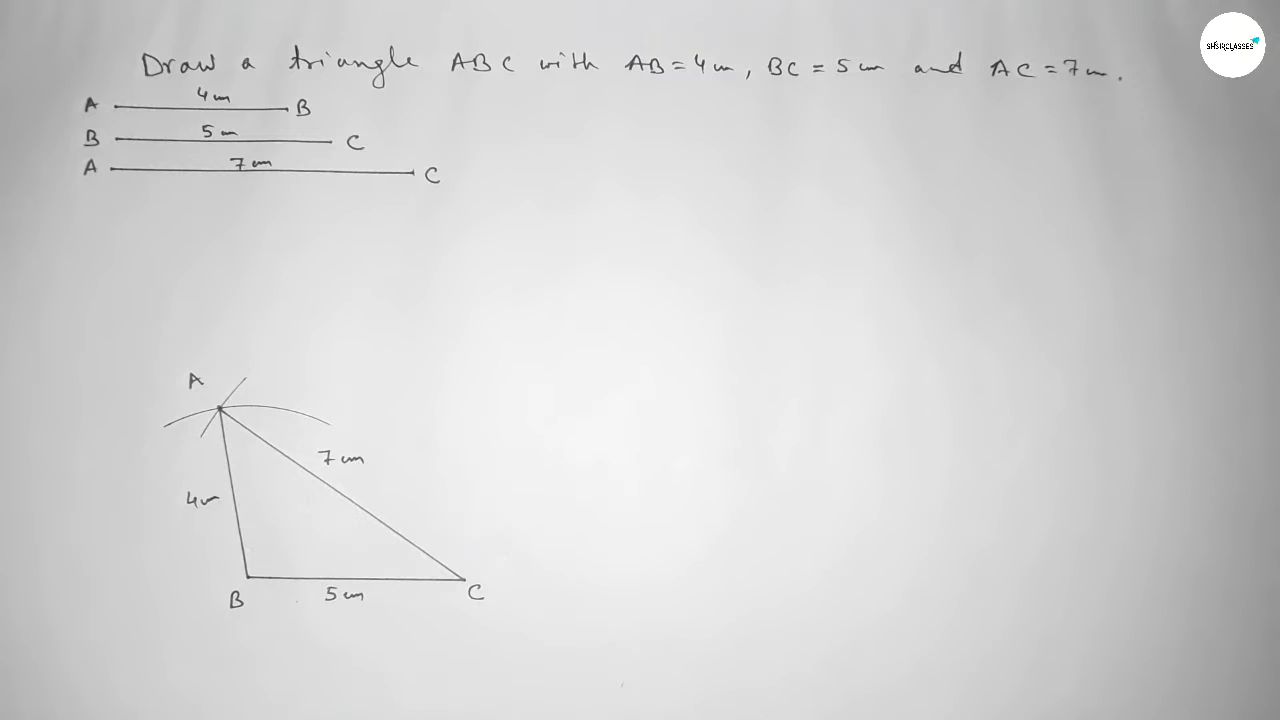 SHSIRCLASSES
Draw a triangle ABC with AB = 4 cm, BC = 5 cm and AC = 7 cm.
A 4 cm B
B 5 cm C
A 7 cm C
A
7 cm
4 cm
B 5 cm C